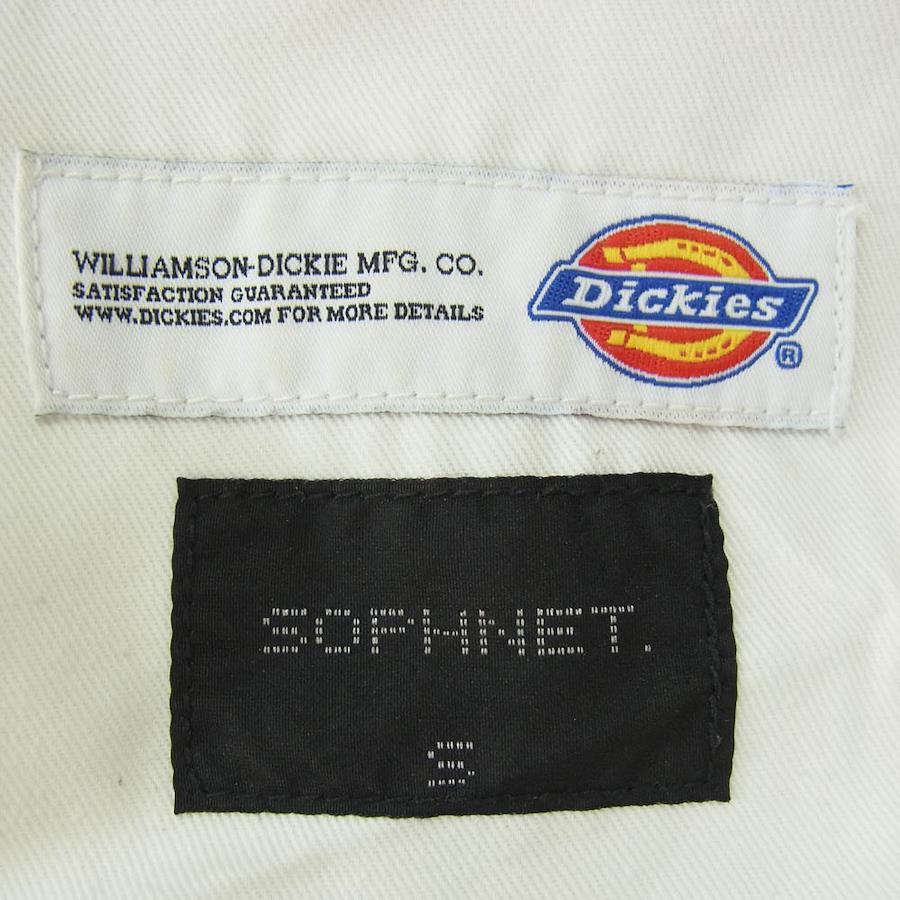 WILLIAMSON-DICKIE MFG. CO.
SATISFACTION GUARANTEED
WWW.DICKIES.COM FOR MORE DETAILS
Dickies
®
SOPHNET.
S